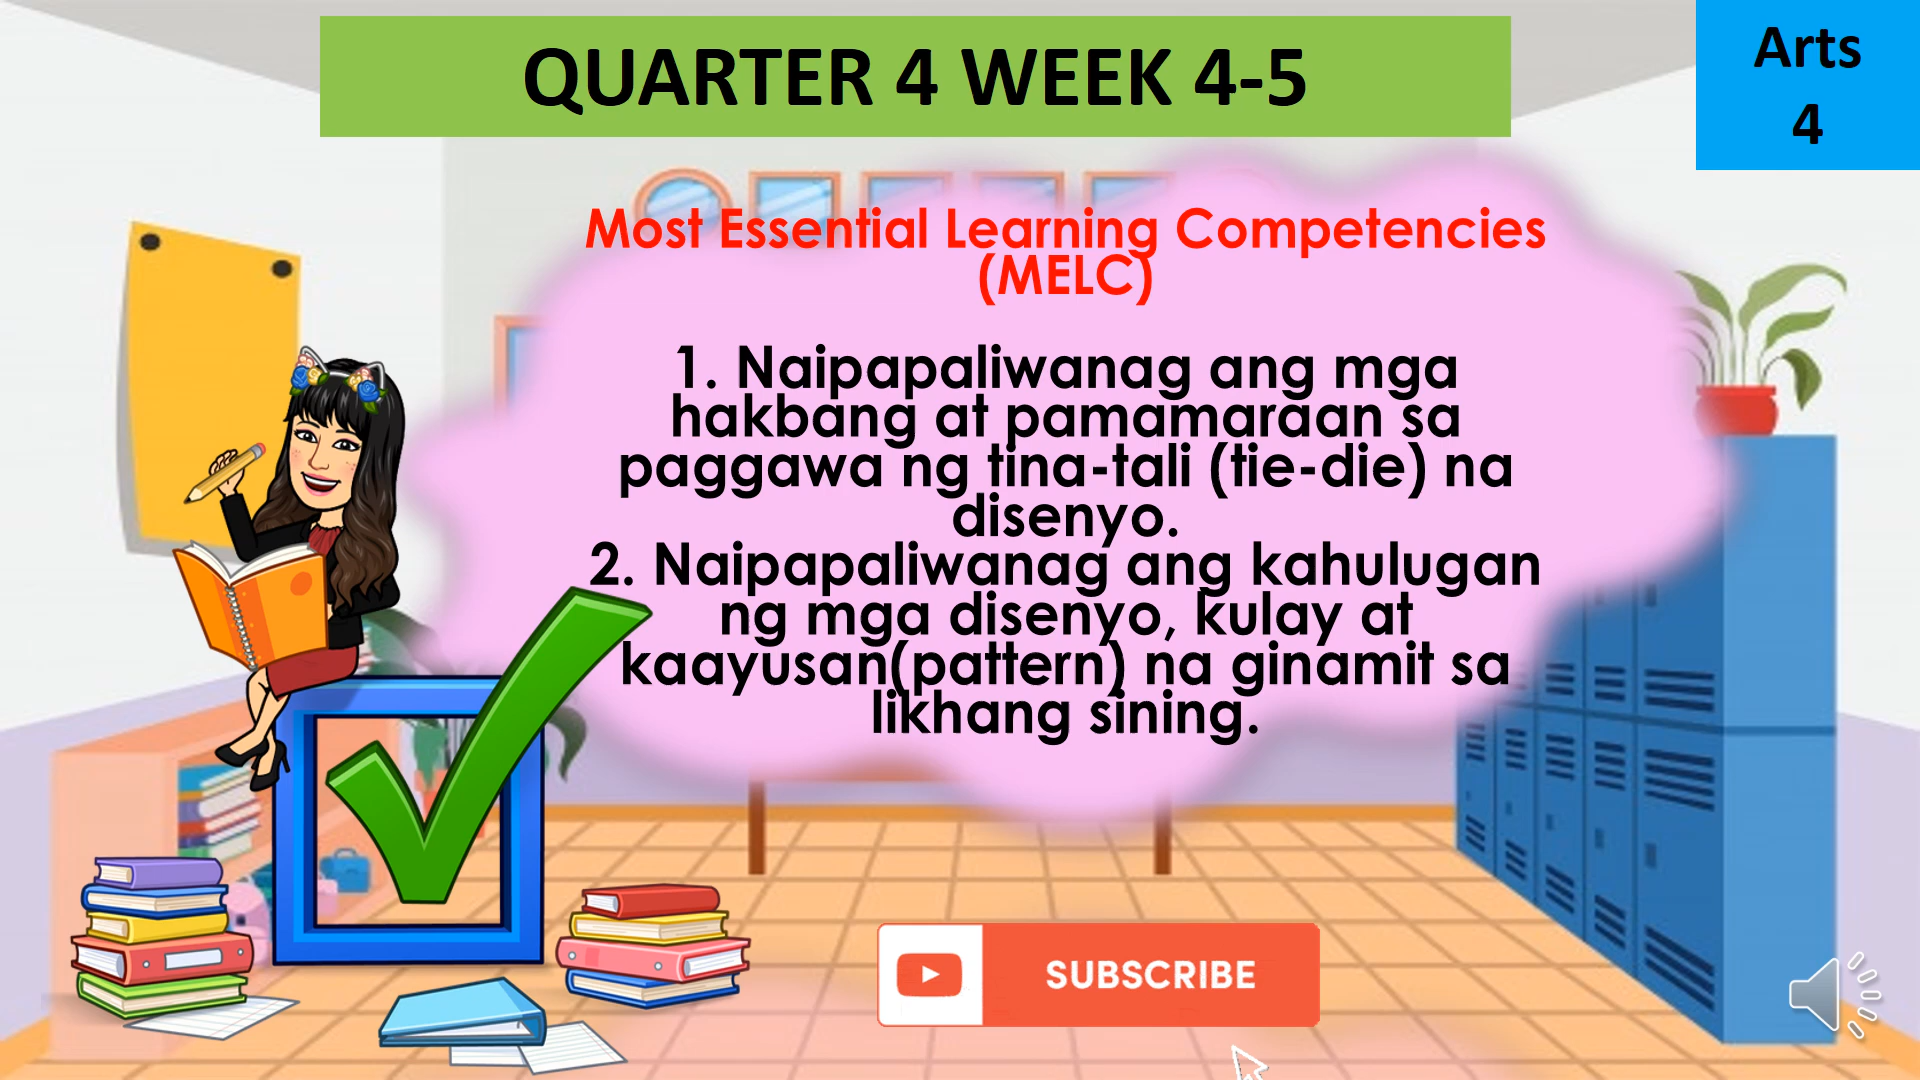 QUARTER 4 WEEK 4-5
Arts
4
Most Essential Learning Competencies
(MELC)
1. Naipapaliwanag ang mga
hakbang at pamamaraan sa
paggawa ng tina-tali (tie-die) na
disenyo.
2. Naipapaliwanag ang kahulugan
ng mga disenyo, kulay at
kaayusan(pattern) na ginamit sa
likhang sining.
SUBSCRIBE